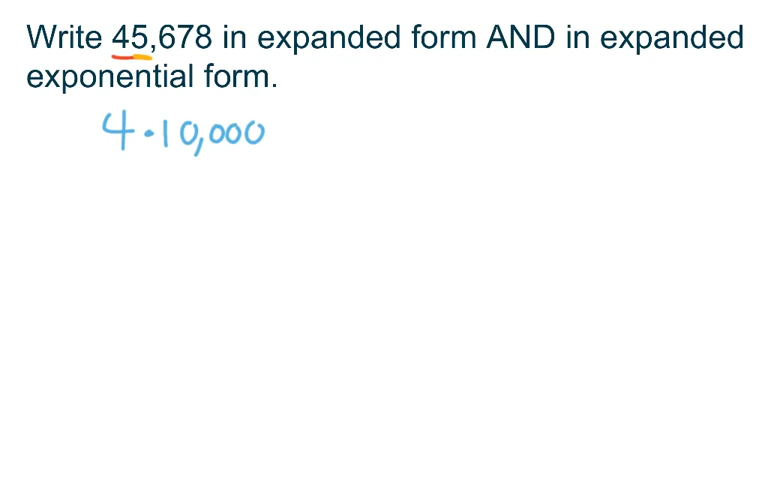 Write 45,678 in expanded form AND in expanded
exponential form.
4·10,000